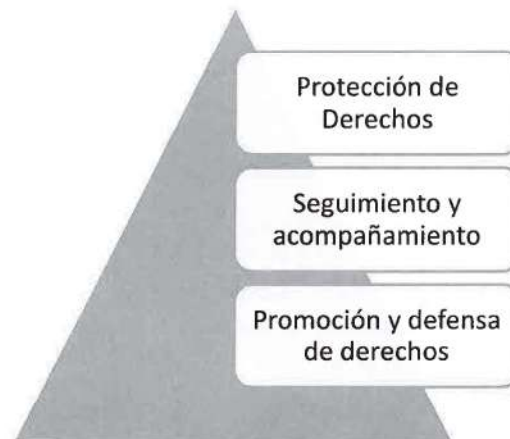 Protección de
Derechos
Seguimiento y
acompañamiento
Promoción y defensa
de derechos